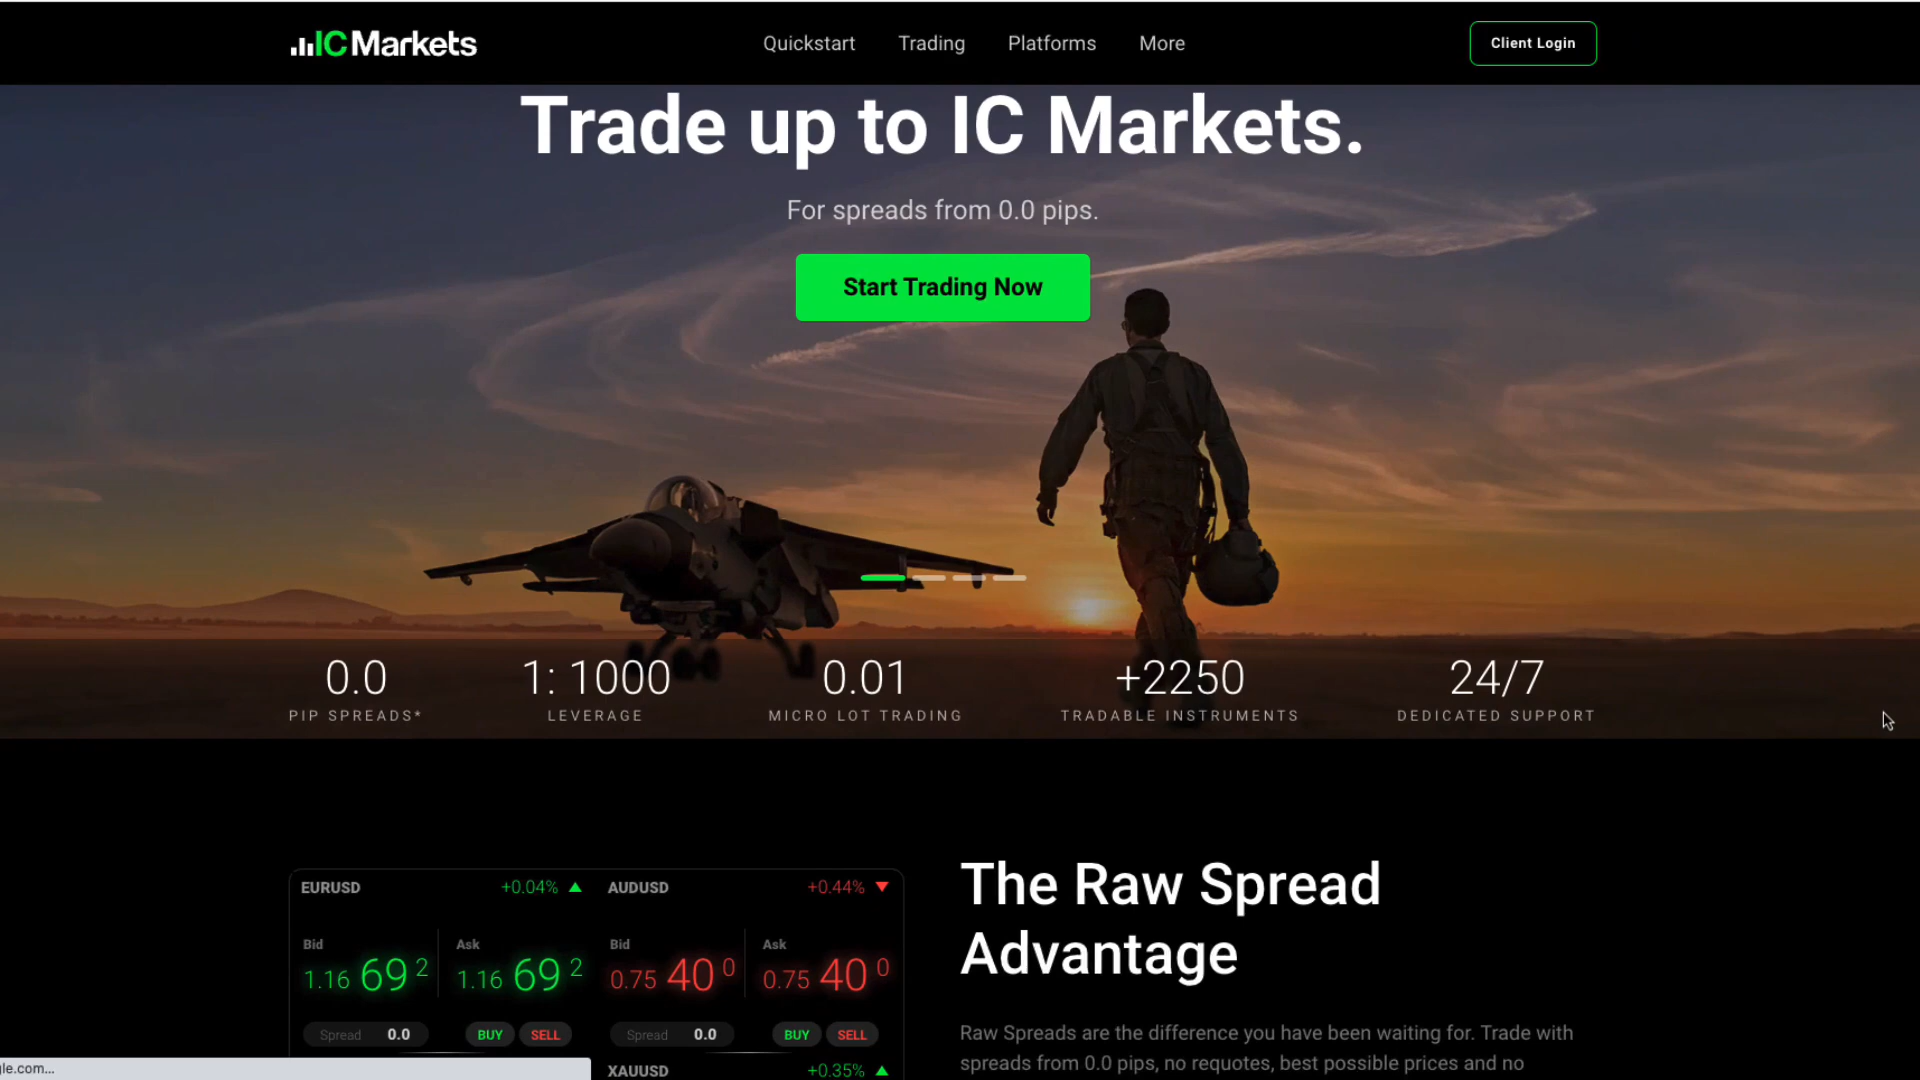 IC Markets
Quickstart
Trading
Platforms
More
Client Login
Trade up to IC Markets.
For spreads from 0.0 pips.
Start Trading Now
0.0
PIP SPREADS*
1: 1000
LEVERAGE
0.01
MICRO LOT TRADING
+2250
TRADABLE INSTRUMENTS
24/7
DEDICATED SUPPORT
EURUSD +0.04%
Bid Ask
1.16 69 2 1.16 69 2
Spread 0.0 BUY SELL
AUDUSD +0.44%
Bid Ask
0.75 40 0 0.75 40 0
Spread 0.0 BUY SELL
XAUUSD +0.35%
The Raw Spread
Advantage
Raw Spreads are the difference you have been waiting for. Trade with
spreads from 0.0 pips, no requotes, best possible prices and no
gle.com...